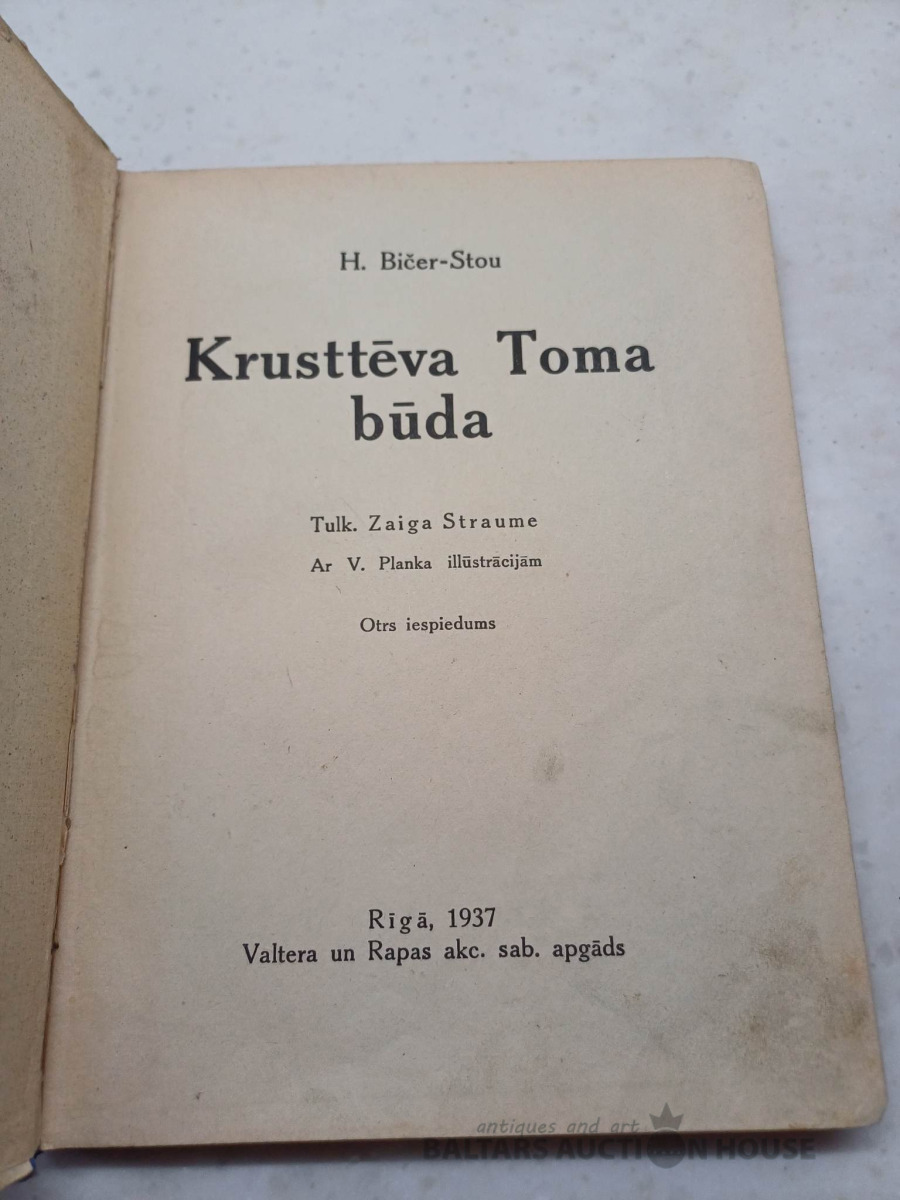 H. Bičer-Stou
Krusttēva Toma
būda
Tulk. Zaiga Straume
Ar V. Planka illūstrācijām
Otrs iespiedums
Rīgā, 1937
Valtera un Rapas akc. sab. apgāds
antiques and art
BALTARS AUCTION HOUSE